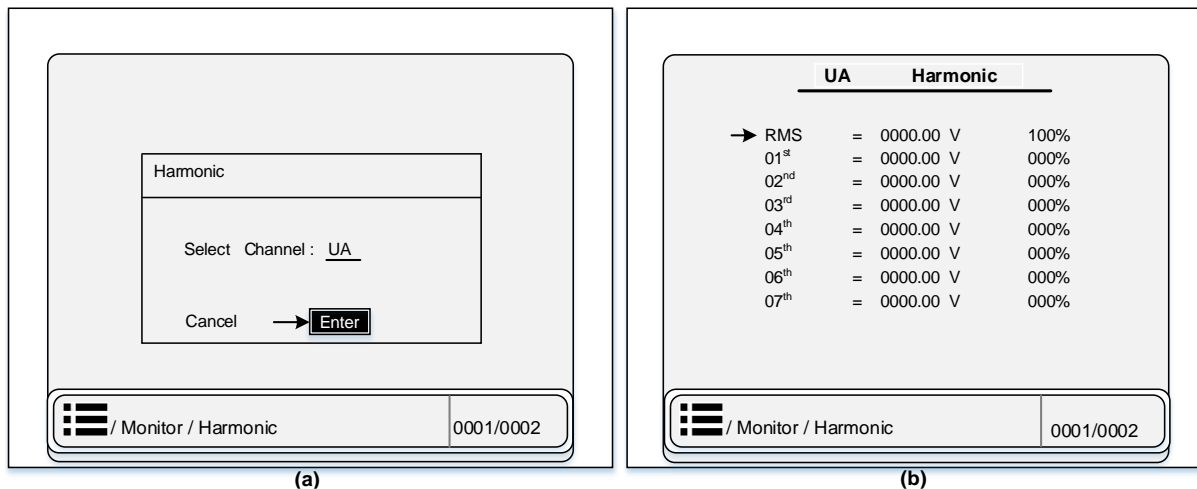 Harmonic
Select Channel : UA
Cancel Enter
/ Monitor / Harmonic 0001/0002
(a)
UA Harmonic
RMS = 0000.00 V 100%
01st = 0000.00 V 000%
02nd = 0000.00 V 000%
03rd = 0000.00 V 000%
04th = 0000.00 V 000%
05th = 0000.00 V 000%
06th = 0000.00 V 000%
07th = 0000.00 V 000%
/ Monitor / Harmonic 0001/0002
(b)